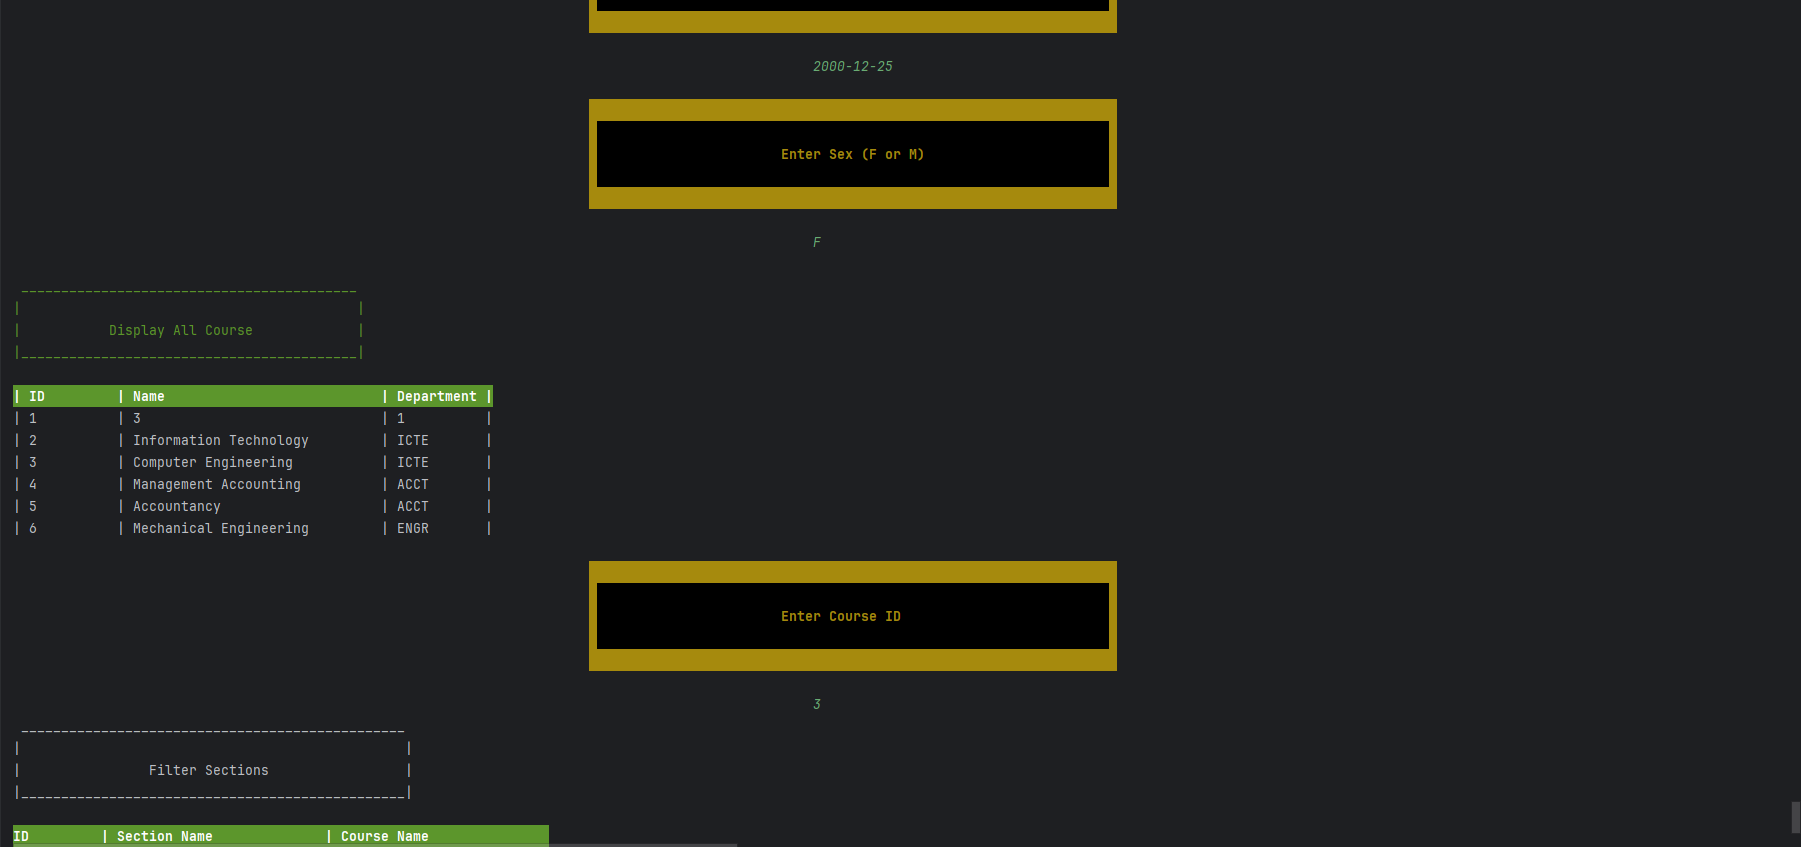 2000-12-25
Enter Sex (F or M)
F
Display All Course
| ID | Name | Department |
| 1 | 3 | 1 |
| 2 | Information Technology | ICTE |
| 3 | Computer Engineering | ICTE |
| 4 | Management Accounting | ACCT |
| 5 | Accountancy | ACCT |
| 6 | Mechanical Engineering | ENGR |
Enter Course ID
3
Filter Sections
ID | Section Name | Course Name